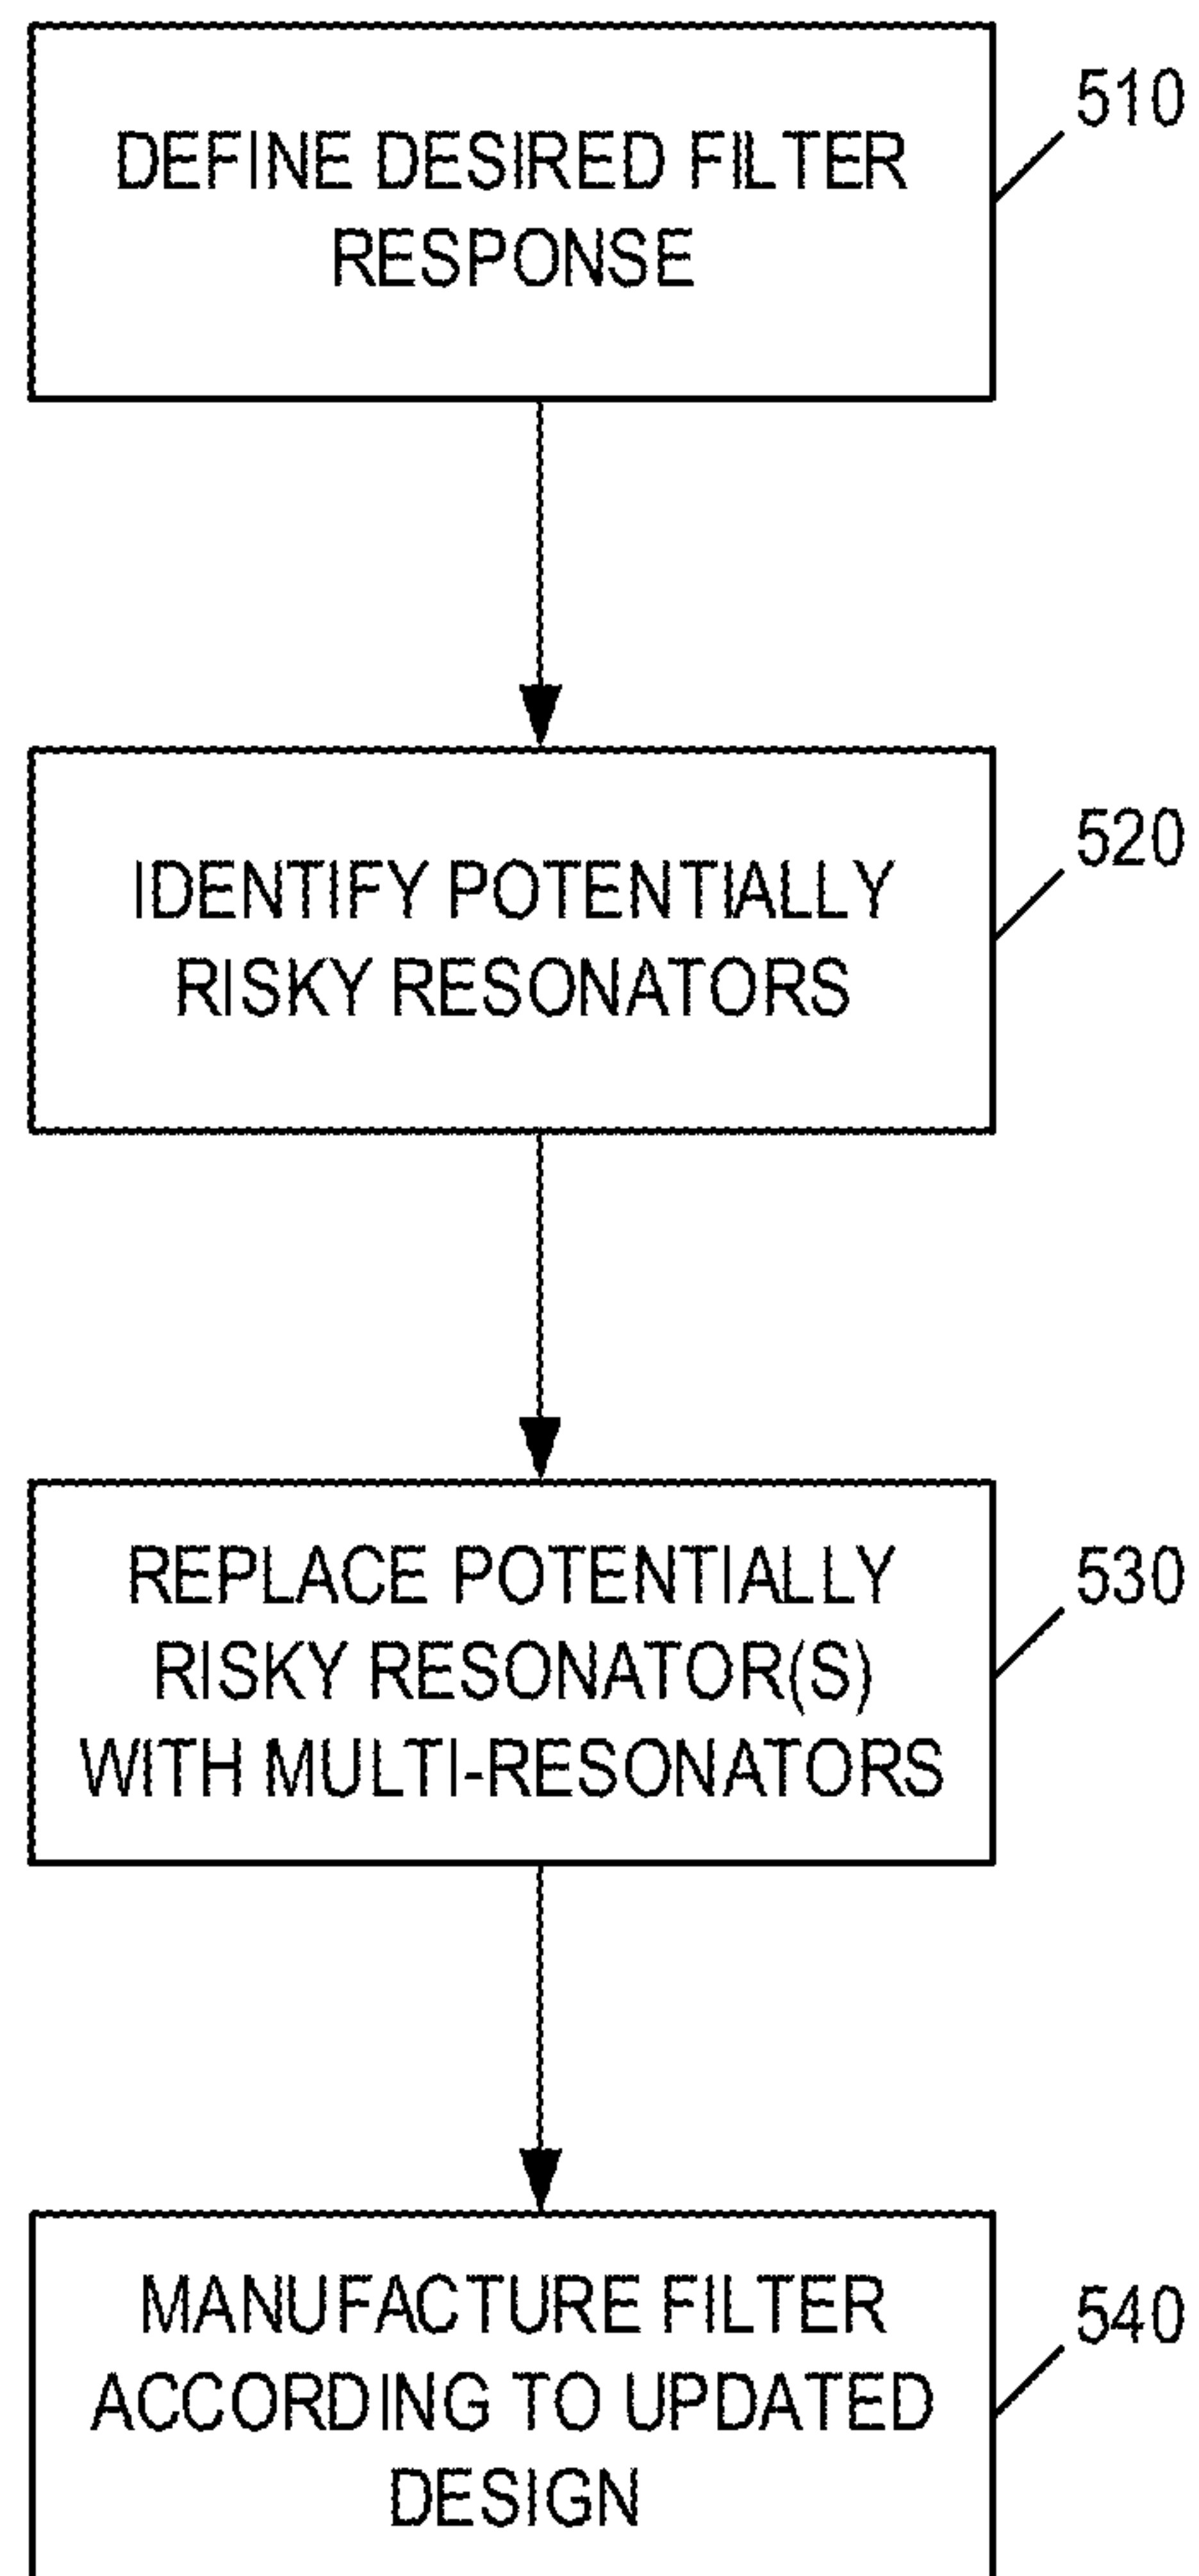 DEFINE DESIRED FILTER
RESPONSE
510
IDENTIFY POTENTIALLY
RISKY RESONATORS
520
REPLACE POTENTIALLY
RISKY RESONATOR(S)
WITH MULTI-RESONATORS
530
MANUFACTURE FILTER
ACCORDING TO UPDATED
DESIGN
540